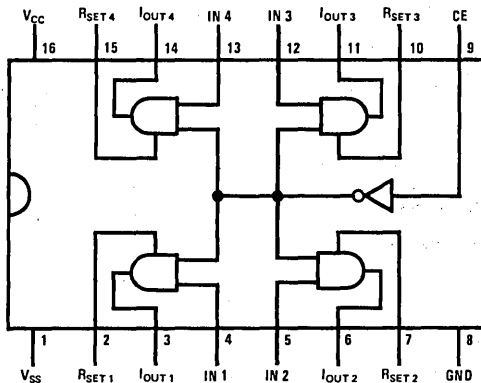 VCC RSET 4 IOUT 4 IN 4 IN 3 IOUT 3 RSET 3 CE
16 15 14 13 12 11 10 9
1 2 3 4 5 6 7 8
VSS RSET 1 IOUT 1 IN 1 IN 2 IOUT 2 RSET 2 GND